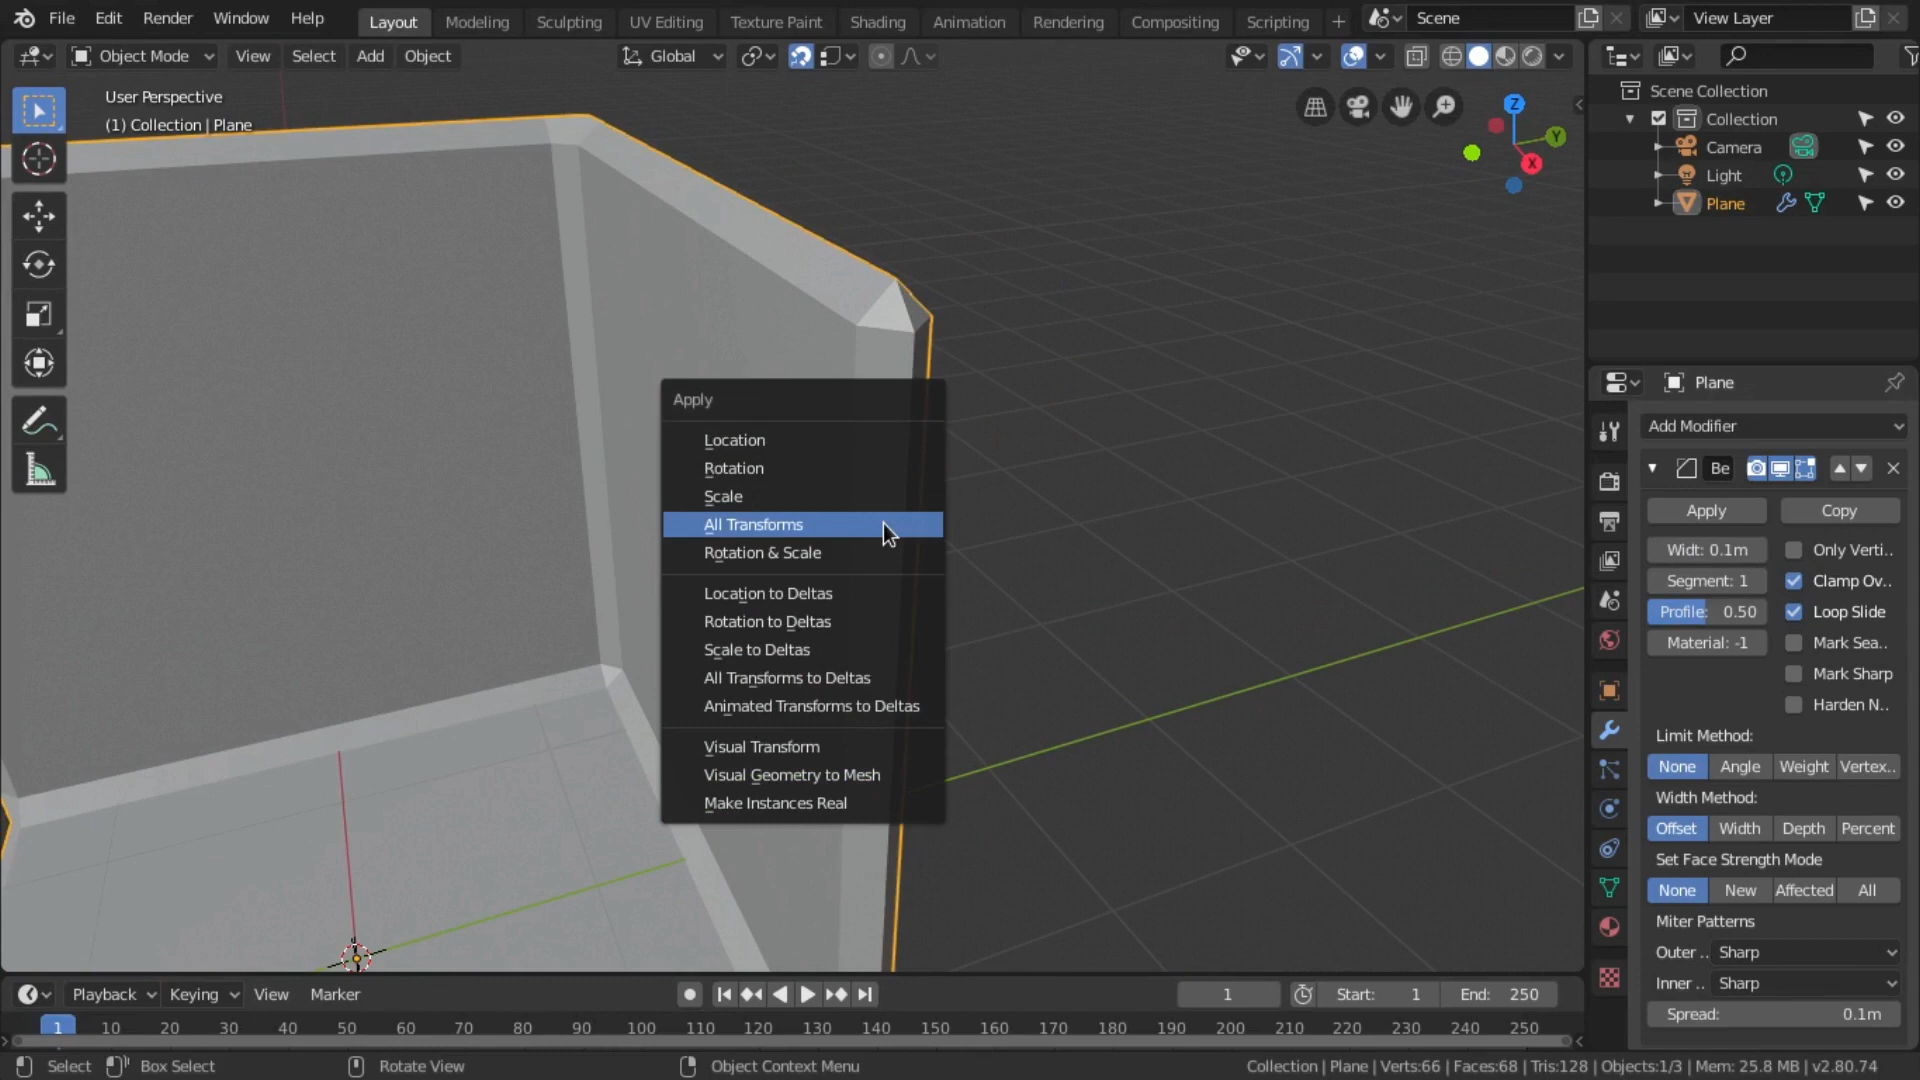 File Edit Render Window Help
Layout Modeling Sculpting UV Editing Texture Paint Shading Animation Rendering Compositing Scripting +
Scene
View Layer
Object Mode View Select Add Object
Global
User Perspective
(1) Collection | Plane
Z
Y
X
Scene Collection
Collection
Camera
Light
Plane
Apply
Location
Rotation
Scale
All Transforms
Rotation & Scale
Location to Deltas
Rotation to Deltas
Scale to Deltas
All Transforms to Deltas
Animated Transforms to Deltas
Visual Transform
Visual Geometry to Mesh
Make Instances Real
Plane
Add Modifier
Be
Apply Copy
Widt: 0.1m Only Verti..
Segment: 1 Clamp Ov..
Profile: 0.50 Loop Slide
Material: -1 Mark Sea..
Mark Sharp
Harden N..
Limit Method:
None Angle Weight Vertex..
Width Method:
Offset Width Depth Percent
Set Face Strength Mode
None New Affected All
Miter Patterns
Outer .. Sharp
Inner .. Sharp
Spread: 0.1m
Playback Keying View Marker
1 Start: 1 End: 250
1 10 20 30 40 50 60 70 80 90 100 110 120 130 140 150 160 170 180 190 200 210 220 230 240 250
Select Box Select Rotate View Object Context Menu
Collection | Plane | Verts:66 | Faces:68 | Tris:128 | Objects:1/3 | Mem: 25.8 MB | v2.80.74